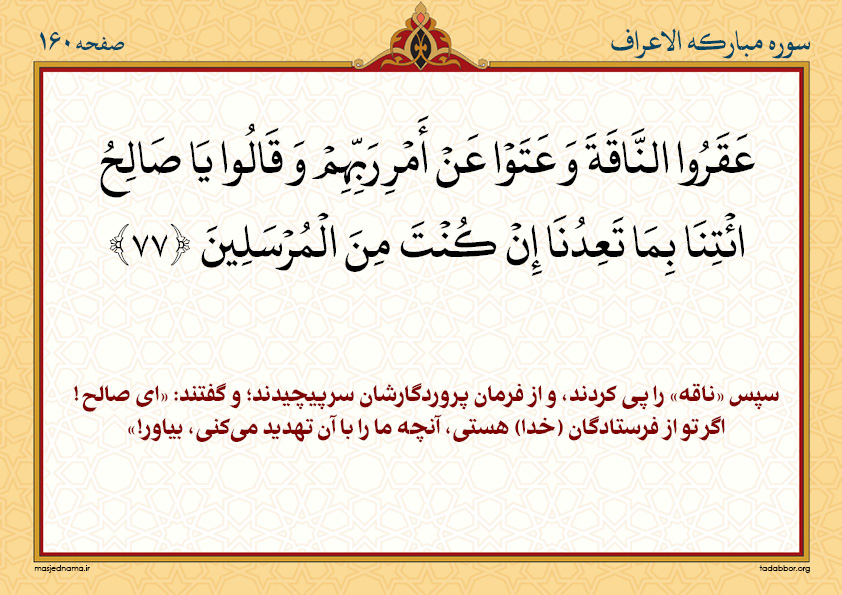 سوره مبارکه الاعراف
صفحه ۱۶۰
عَقَرُوا النَّاقَةَ وَ عَتَوْا عَنْ أَمْرِ رَبِّهِمْ وَ قَالُوا يَا صَالِحُ
ائْتِنَا بِمَا تَعِدُنَا إِنْ كُنْتَ مِنَ الْمُرْسَلِينَ ﴿۷۷﴾
سپس «ناقه» را پی کردند، و از فرمان پروردگارشان سرپیچیدند؛ و گفتند: «ای صالح!
اگر تو از فرستادگان (خدا) هستی، آنچه ما را با آن تهدید می‌کنی، بیاور!»
masjednama.ir
tadabbor.org